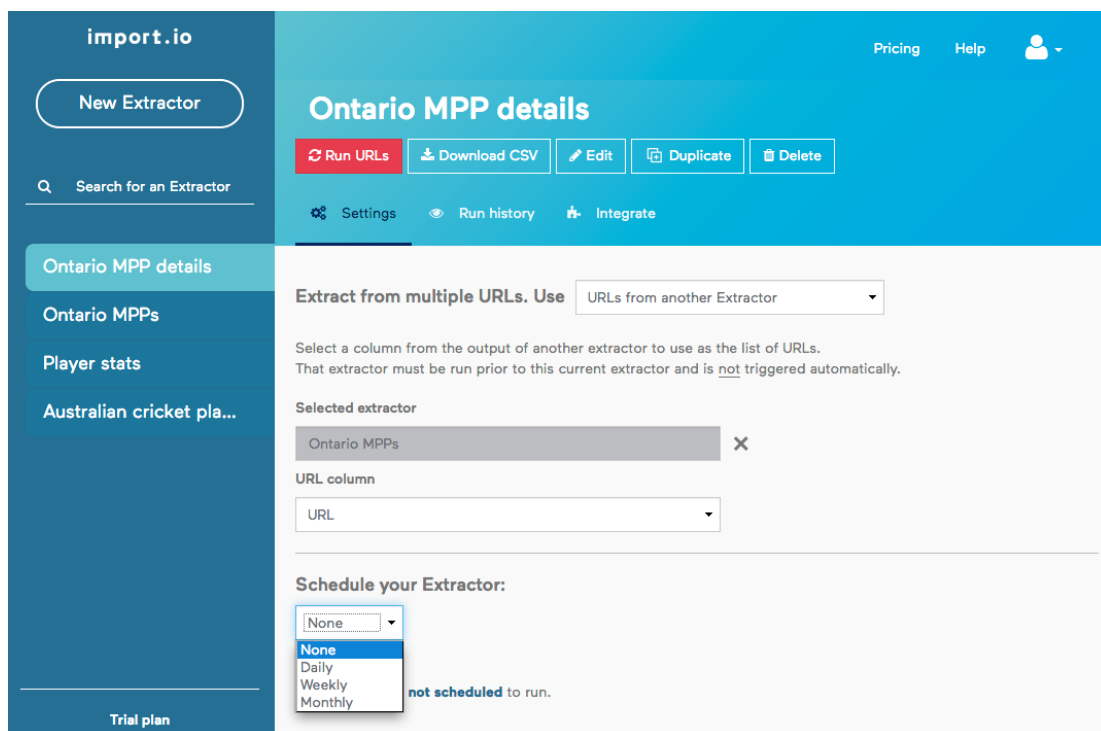 import.io
New Extractor
Search for an Extractor
Ontario MPP details
Ontario MPPs
Player stats
Australian cricket pla...
Trial plan
Pricing Help
Ontario MPP details
Run URLs Download CSV Edit Duplicate Delete
Settings Run history Integrate
Extract from multiple URLs. Use URLs from another Extractor
Select a column from the output of another extractor to use as the list of URLs.
That extractor must be run prior to this current extractor and is not triggered automatically.
Selected extractor
Ontario MPPs
URL column
URL
Schedule your Extractor:
None
None
Daily
Weekly
not scheduled to run.
Monthly